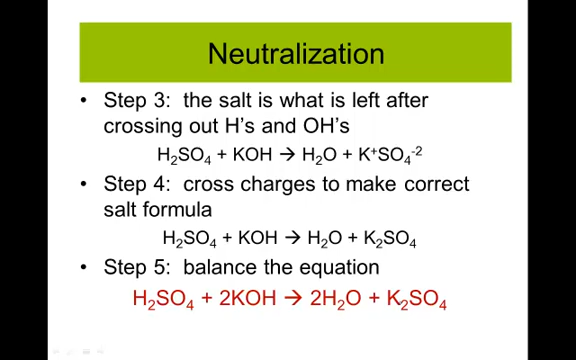 Neutralization
• Step 3: the salt is what is left after
crossing out H's and OH's
H₂SO₄ + KOH → H₂O + K⁺SO₄⁻²
• Step 4: cross charges to make correct
salt formula
H₂SO₄ + KOH → H₂O + K₂SO₄
• Step 5: balance the equation
H₂SO₄ + 2KOH → 2H₂O + K₂SO₄